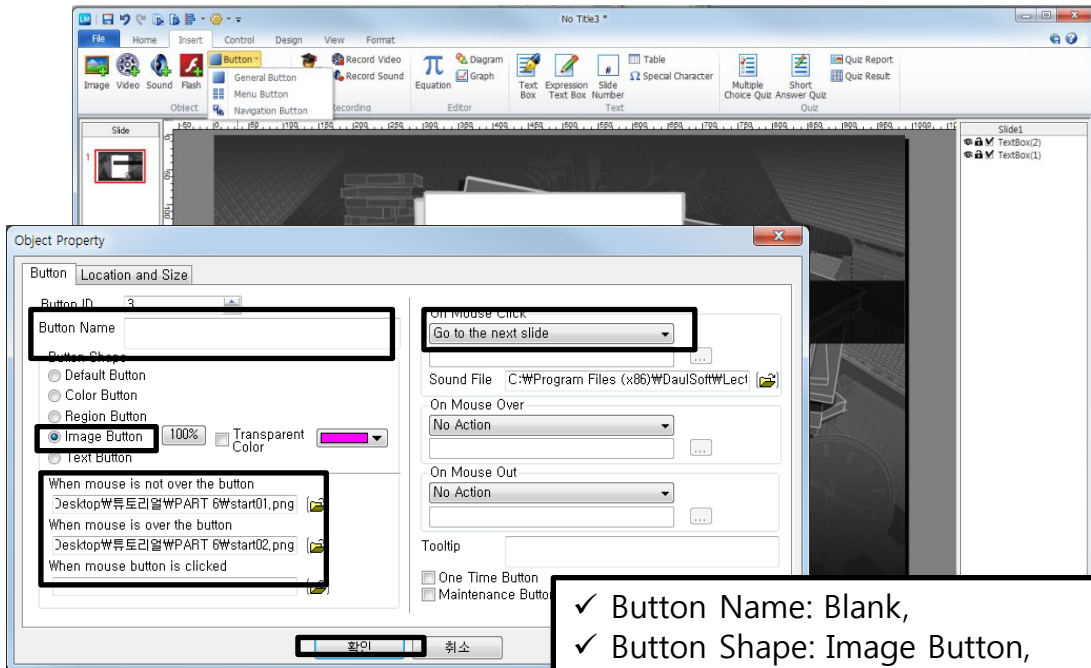 No Title3 *
File Home Insert Control Design View Format
Image Video Sound Flash
Button
General Button
Menu Button
Navigation Button
Object
Record Video
Record Sound
Recording
Equation
Diagram
Graph
Editor
Text Box
Expression Text Box
Slide Number
Table
Special Character
Text
Multiple Choice Quiz
Short Answer Quiz
Quiz Report
Quiz Result
Quiz
Slide
1
Slide1
TextBox(2)
TextBox(1)
Object Property
Button Location and Size
Button ID 3
Button Name
Button Shape
Default Button
Color Button
Region Button
Image Button 100% Transparent Color
Text Button
When mouse is not over the button
Desktop₩튜토리얼₩PART 6₩start01.png
When mouse is over the button
Desktop₩튜토리얼₩PART 6₩start02.png
When mouse button is clicked
On Mouse Click
Go to the next slide
...
Sound File C:₩Program Files (x86)₩DaulSoft₩Lect
On Mouse Over
No Action
...
On Mouse Out
No Action
...
Tooltip
One Time Button
Maintenance Butto
확인 취소
✓ Button Name: Blank,
✓ Button Shape: Image Button,